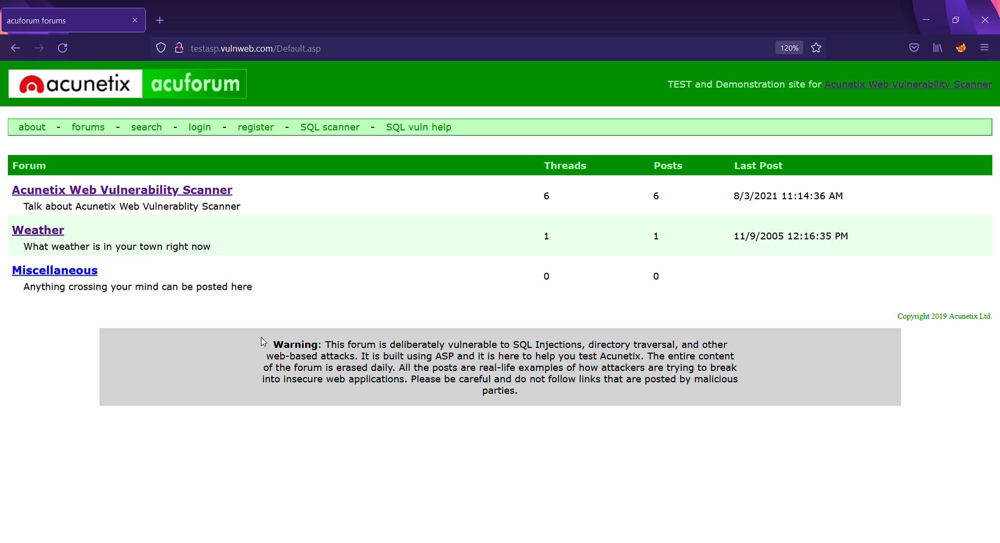 acuforum forums
testasp.vulnweb.com/Default.asp 120%
acunetix acuforum TEST and Demonstration site for Acunetix Web Vulnerability Scanner
about - forums - search - login - register - SQL scanner - SQL vuln help
Forum Threads Posts Last Post
Acunetix Web Vulnerability Scanner
Talk about Acunetix Web Vulnerablity Scanner
6 6 8/3/2021 11:14:36 AM
Weather
What weather is in your town right now
1 1 11/9/2005 12:16:35 PM
Miscellaneous
Anything crossing your mind can be posted here
0 0
Copyright 2019 Acunetix Ltd.
Warning: This forum is deliberately vulnerable to SQL Injections, directory traversal, and other
web-based attacks. It is built using ASP and it is here to help you test Acunetix. The entire content
of the forum is erased daily. All the posts are real-life examples of how attackers are trying to break
into insecure web applications. Please be careful and do not follow links that are posted by malicious
parties.